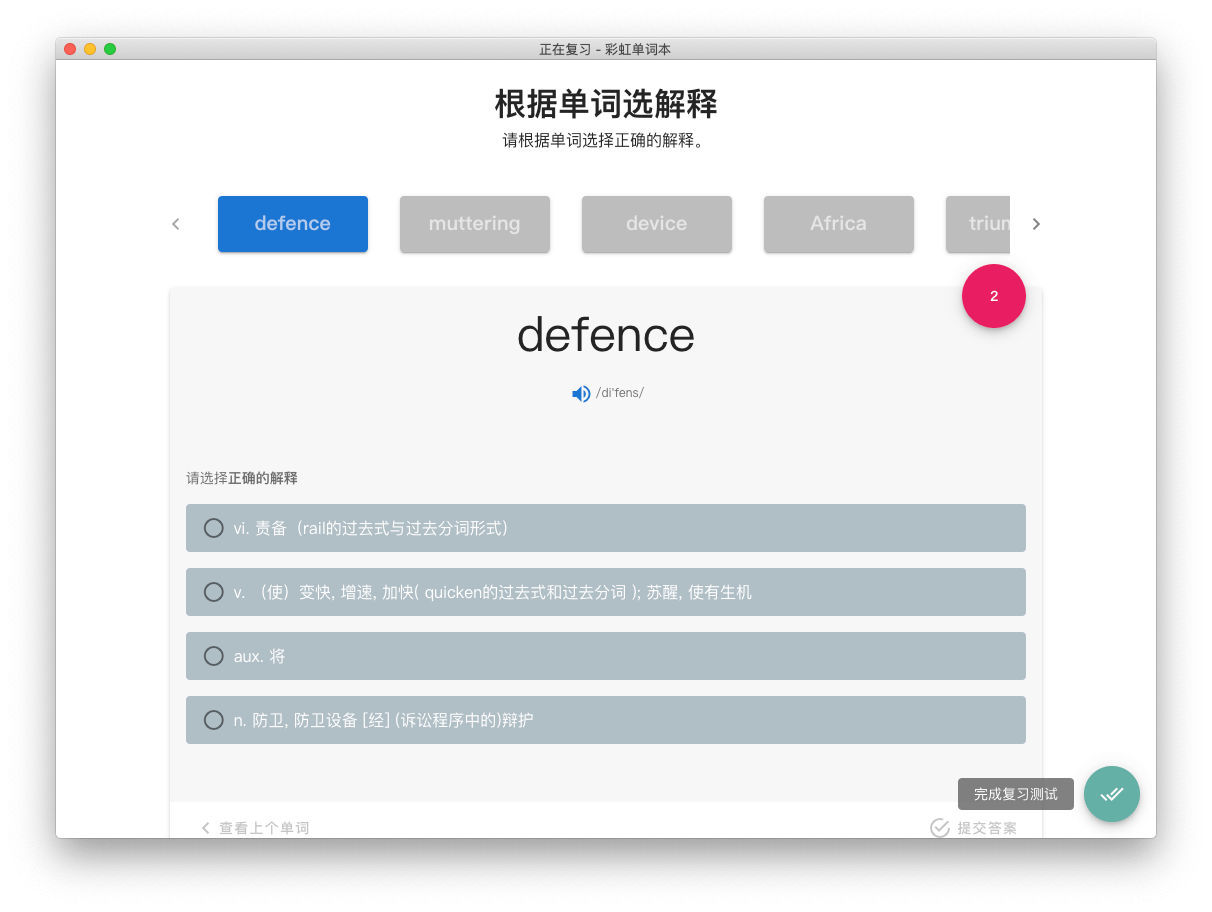 正在复习 - 彩虹单词本
根据单词选解释
请根据单词选择正确的解释。
defence
muttering
device
Africa
2
defence
/di'fens/
请选择正确的解释
vi. 责备（rail的过去式与过去分词形式）
v. （使）变快, 增速, 加快( quicken的过去式和过去分词 ); 苏醒, 使有生机
aux. 将
n. 防卫, 防卫设备 [经] (诉讼程序中的)辩护
完成复习测试
查看上个单词
提交答案